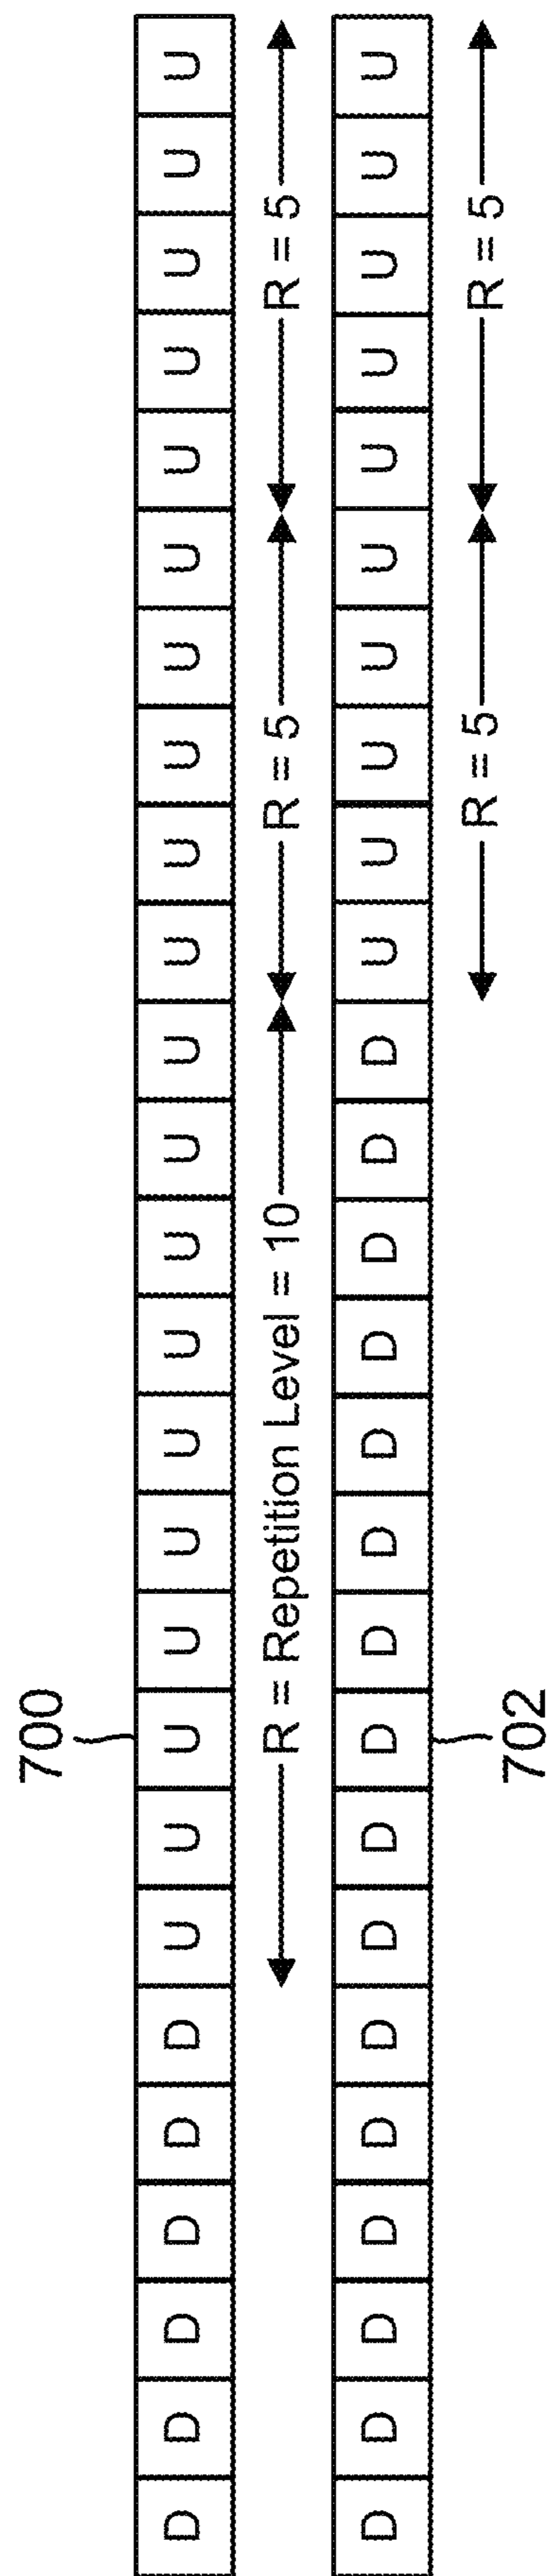 700
D D D D D D U U U U U U U U U U U U U U U U U U U U
R = Repetition Level = 10 R = 5 R = 5
D D D D D D D D D D D D D D D D U U U U U U U U U U
R = 5 R = 5
702